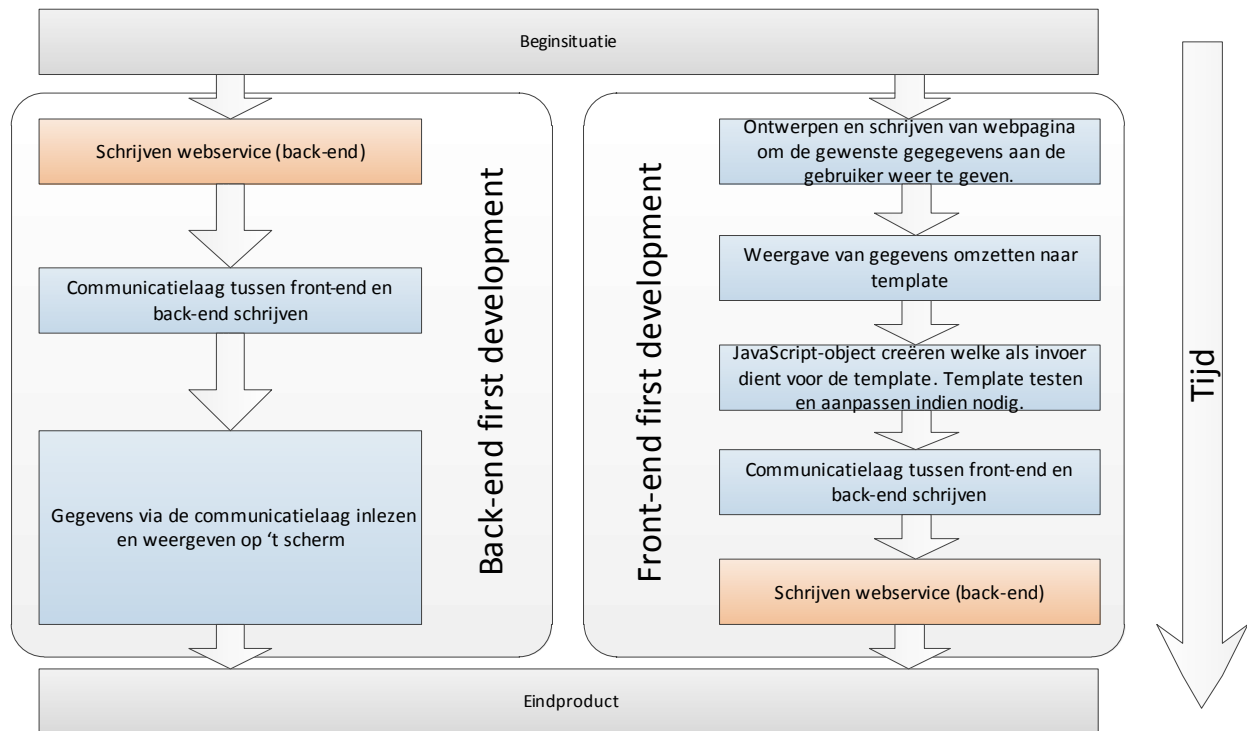 Beginsituatie
Schrijven webservice (back-end)
Communicatielaag tussen front-end en
back-end schrijven
Gegevens via de communicatielaag inlezen
en weergeven op ‘t scherm
Back-end first development
Front-end first development
Ontwerpen en schrijven van webpagina
om de gewenste gegegevens aan de
gebruiker weer te geven.
Weergave van gegevens omzetten naar
template
JavaScript-object creëren welke als invoer
dient voor de template. Template testen
en aanpassen indien nodig.
Communicatielaag tussen front-end en
back-end schrijven
Schrijven webservice (back-end)
Tijd
Eindproduct